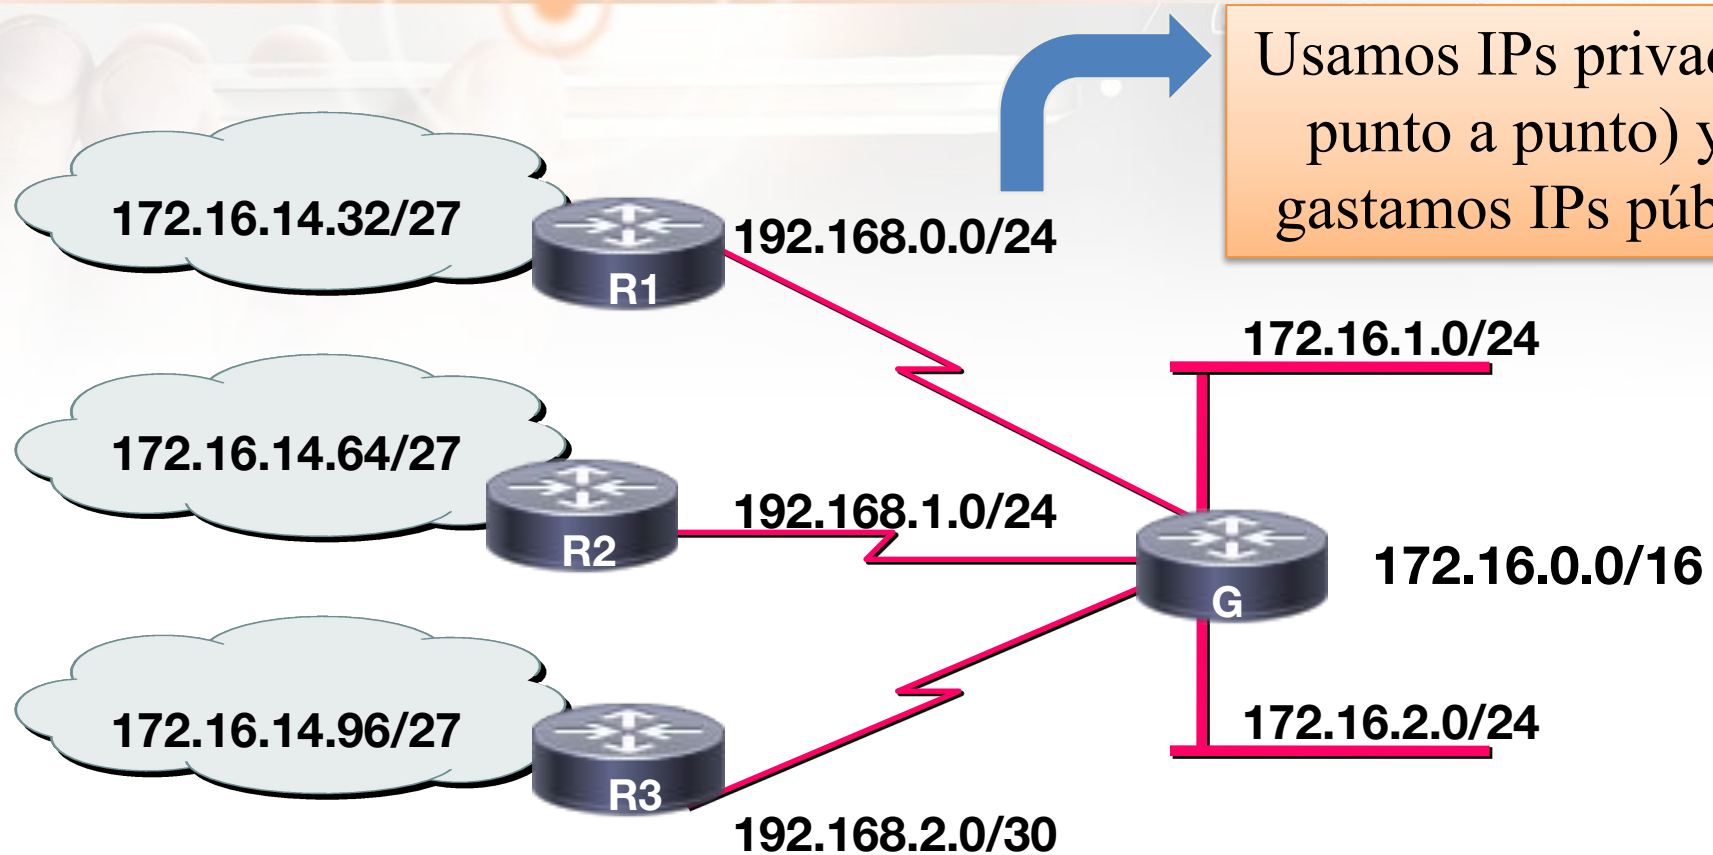 Usamos IPs
punto a punto) y
gastamos IPs
172.16.14.32/27
192.168.0.0/24
R1
172.16.1.0/24
172.16.14.64/27
192.168.1.0/24
R2
172.16.0.0/16
G
172.16.14.96/27
172.16.2.0/24
R3
192.168.2.0/30